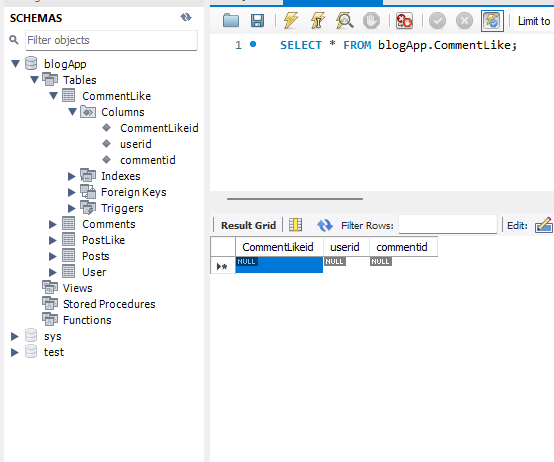 SCHEMAS
Filter objects
blogApp
Tables
CommentLike
Columns
CommentLikeid
userid
commentid
Indexes
Foreign Keys
Triggers
Comments
PostLike
Posts
User
Views
Stored Procedures
Functions
sys
test
Limit to
1 SELECT * FROM blogApp.CommentLike;
Result Grid Filter Rows: Edit:
CommentLikeid userid commentid
NULL NULL NULL